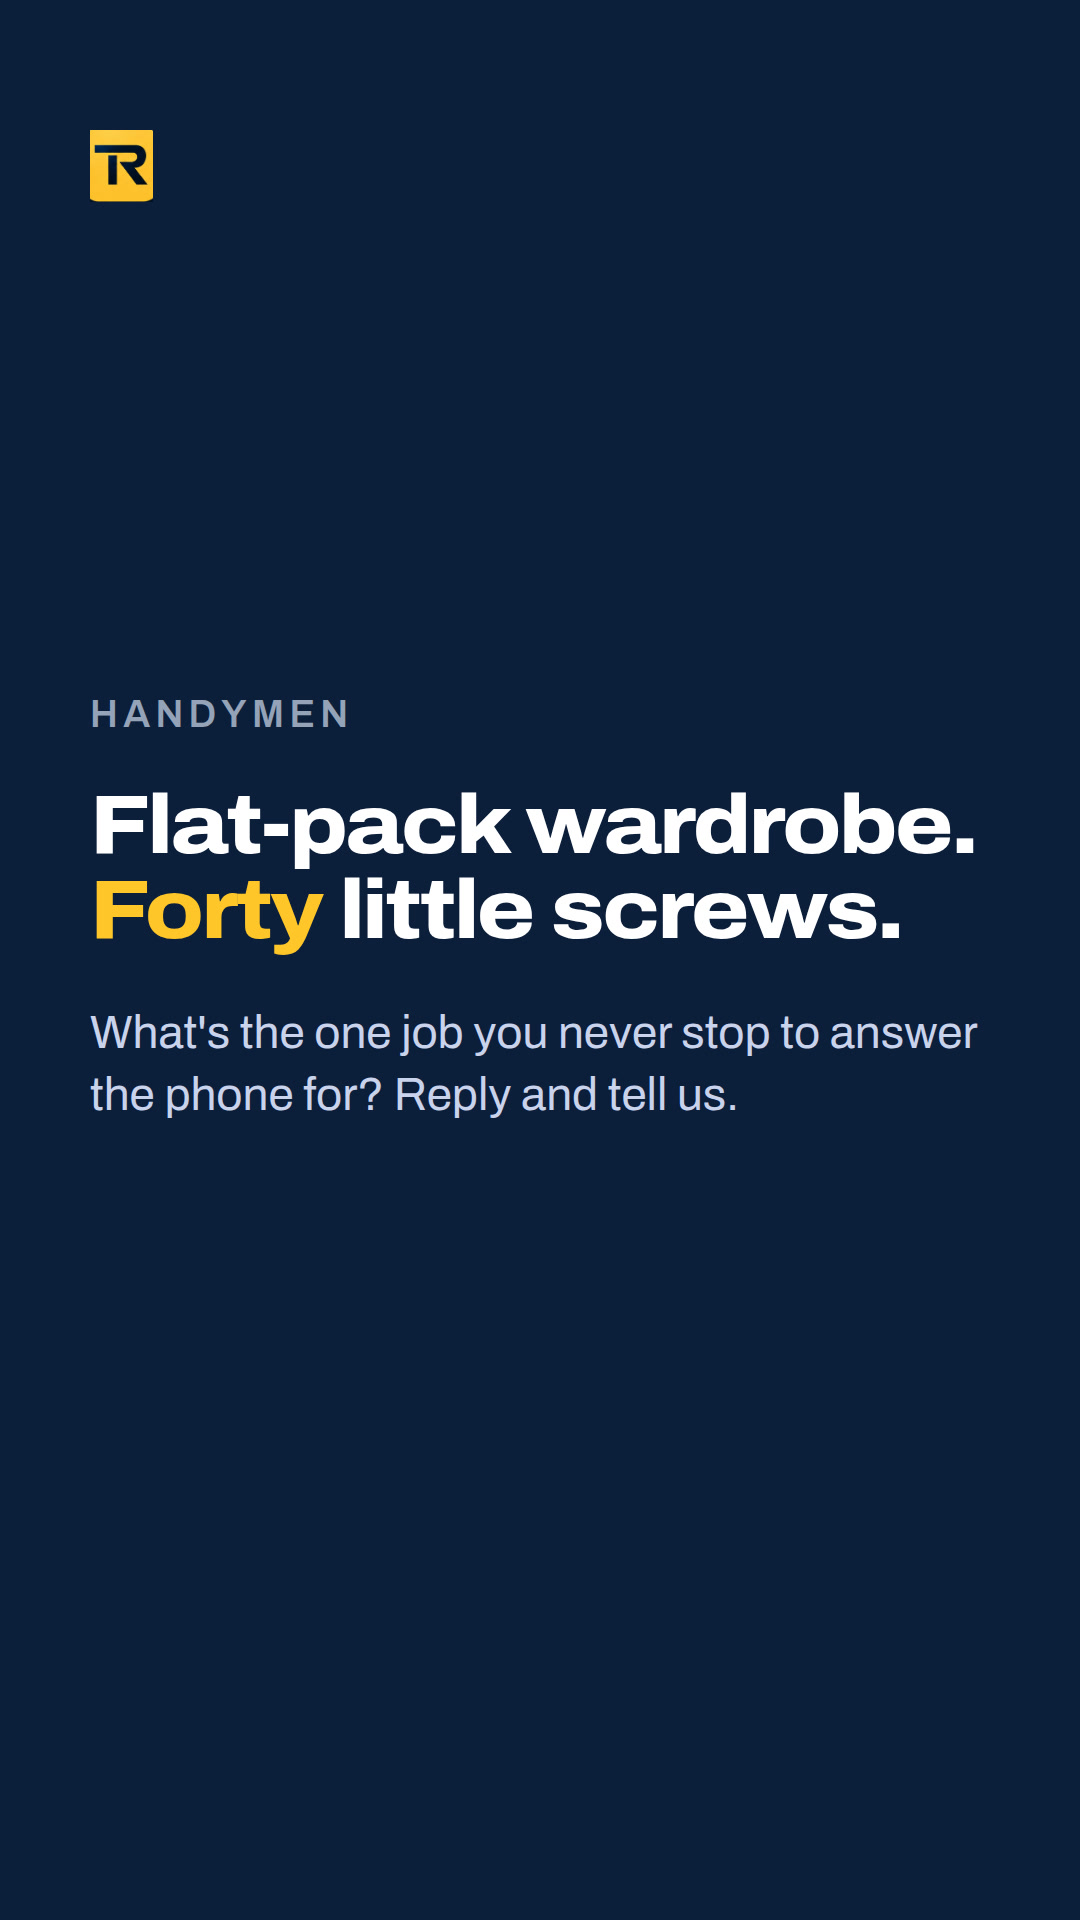 TR
HANDYMEN
Flat-pack wardrobe.
Forty little screws.
What's the one job you never stop to answer
the phone for? Reply and tell us.